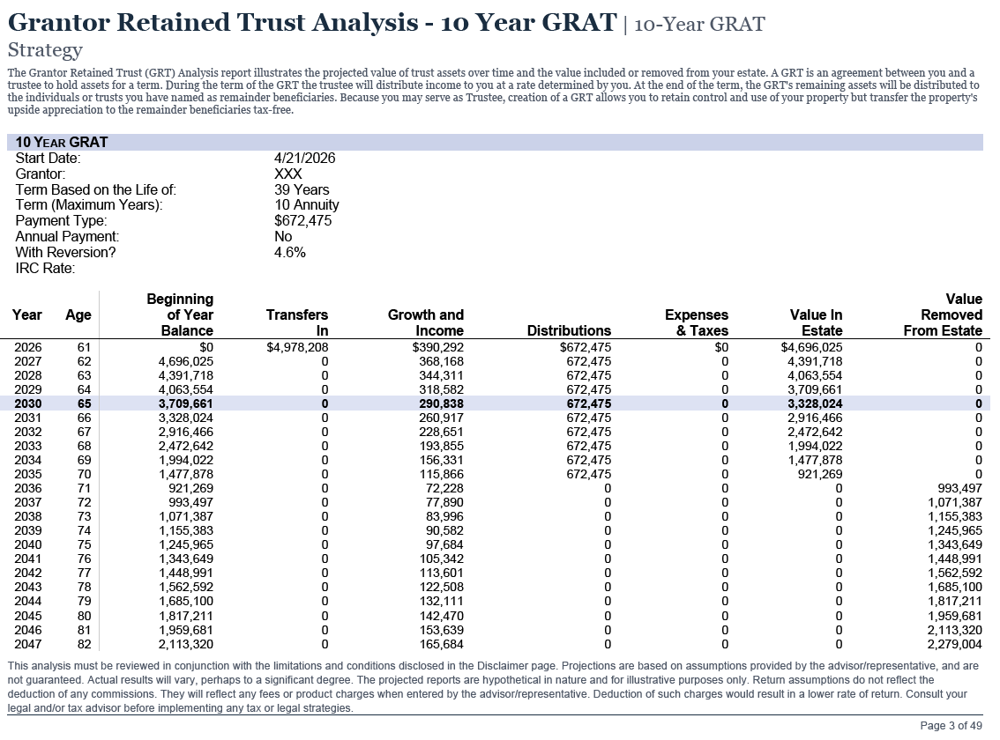 Grantor Retained Trust Analysis - 10 Year GRAT | 10-Year GRAT
Strategy
The Grantor Retained Trust (GRT) Analysis report illustrates the projected value of trust assets over time and the value included or removed from your estate. A GRT is an agreement between you and a
trustee to hold assets for a term. During the term of the GRT the trustee will distribute income to you at a rate determined by you. At the end of the term, the GRT's remaining assets will be distributed to
the individuals or trusts you have named as remainder beneficiaries. Because you may serve as Trustee, creation of a GRT allows you to retain control and use of your property but transfer the property's
upside appreciation to the remainder beneficiaries tax-free.
10 YEAR GRAT
Start Date: 4/21/2026
Grantor: XXX
Term Based on the Life of: 39 Years
Term (Maximum Years): 10 Annuity
Payment Type: $672,475
Annual Payment: No
With Reversion? 4.6%
IRC Rate:
Year Age Beginning of Year Balance Transfers In Growth and Income Distributions Expenses & Taxes Value In Estate Value Removed From Estate
2026 61 $0 $4,978,208 $390,292 $672,475 $0 $4,696,025 0
2027 62 4,696,025 0 368,168 672,475 0 4,391,718 0
2028 63 4,391,718 0 344,311 672,475 0 4,063,554 0
2029 64 4,063,554 0 318,582 672,475 0 3,709,661 0
2030 65 3,709,661 0 290,838 672,475 0 3,328,024 0
2031 66 3,328,024 0 260,917 672,475 0 2,916,466 0
2032 67 2,916,466 0 228,651 672,475 0 2,472,642 0
2033 68 2,472,642 0 193,855 672,475 0 1,994,022 0
2034 69 1,994,022 0 156,331 672,475 0 1,477,878 0
2035 70 1,477,878 0 115,866 672,475 0 921,269 0
2036 71 921,269 0 72,228 0 0 0 993,497
2037 72 993,497 0 77,890 0 0 0 1,071,387
2038 73 1,071,387 0 83,996 0 0 0 1,155,383
2039 74 1,155,383 0 90,582 0 0 0 1,245,965
2040 75 1,245,965 0 97,684 0 0 0 1,343,649
2041 76 1,343,649 0 105,342 0 0 0 1,448,991
2042 77 1,448,991 0 113,601 0 0 0 1,562,592
2043 78 1,562,592 0 122,508 0 0 0 1,685,100
2044 79 1,685,100 0 132,111 0 0 0 1,817,211
2045 80 1,817,211 0 142,470 0 0 0 1,959,681
2046 81 1,959,681 0 153,639 0 0 0 2,113,320
2047 82 2,113,320 0 165,684 0 0 0 2,279,004
This analysis must be reviewed in conjunction with the limitations and conditions disclosed in the Disclaimer page. Projections are based on assumptions provided by the advisor/representative, and are
not guaranteed. Actual results will vary, perhaps to a significant degree. The projected reports are hypothetical in nature and for illustrative purposes only. Return assumptions do not reflect the
deduction of any commissions. They will reflect any fees or product charges when entered by the advisor/representative. Deduction of such charges would result in a lower rate of return. Consult your
legal and/or tax advisor before implementing any tax or legal strategies.
Page 3 of 49